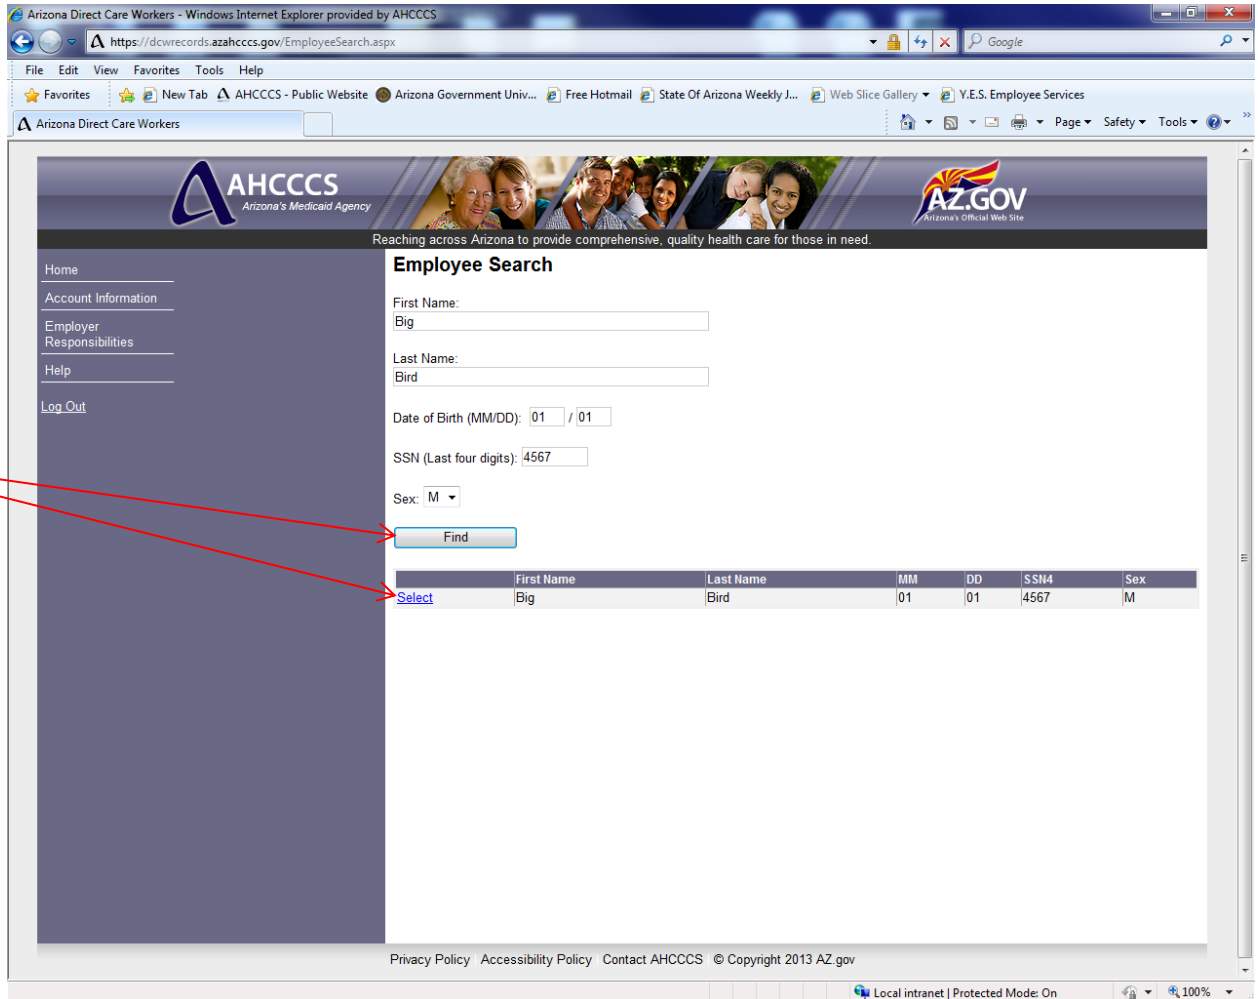 Arizona Direct Care Workers - Windows Internet Explorer provided by AHCCCS
https://dcwrecords.azahcccs.gov/EmployeeSearch.aspx
Google
File Edit View Favorites Tools Help
Favorites New Tab AHCCCS - Public Website Arizona Government Univ... Free Hotmail State Of Arizona Weekly J... Web Slice Gallery Y.E.S. Employee Services
Arizona Direct Care Workers
Page Safety Tools
AHCCCS
Arizona's Medicaid Agency
AZ.GOV
Arizona's Official Web Site
Reaching across Arizona to provide comprehensive, quality health care for those in need.
Home
Account Information
Employer
Responsibilities
Help
Log Out
Employee Search
First Name:
Big
Last Name:
Bird
Date of Birth (MM/DD): 01 / 01
SSN (Last four digits): 4567
Sex: M
Find
First Name Last Name MM DD SSN4 Sex
Select Big Bird 01 01 4567 M
Privacy Policy Accessibility Policy Contact AHCCCS © Copyright 2013 AZ.gov
Local intranet | Protected Mode: On 100%